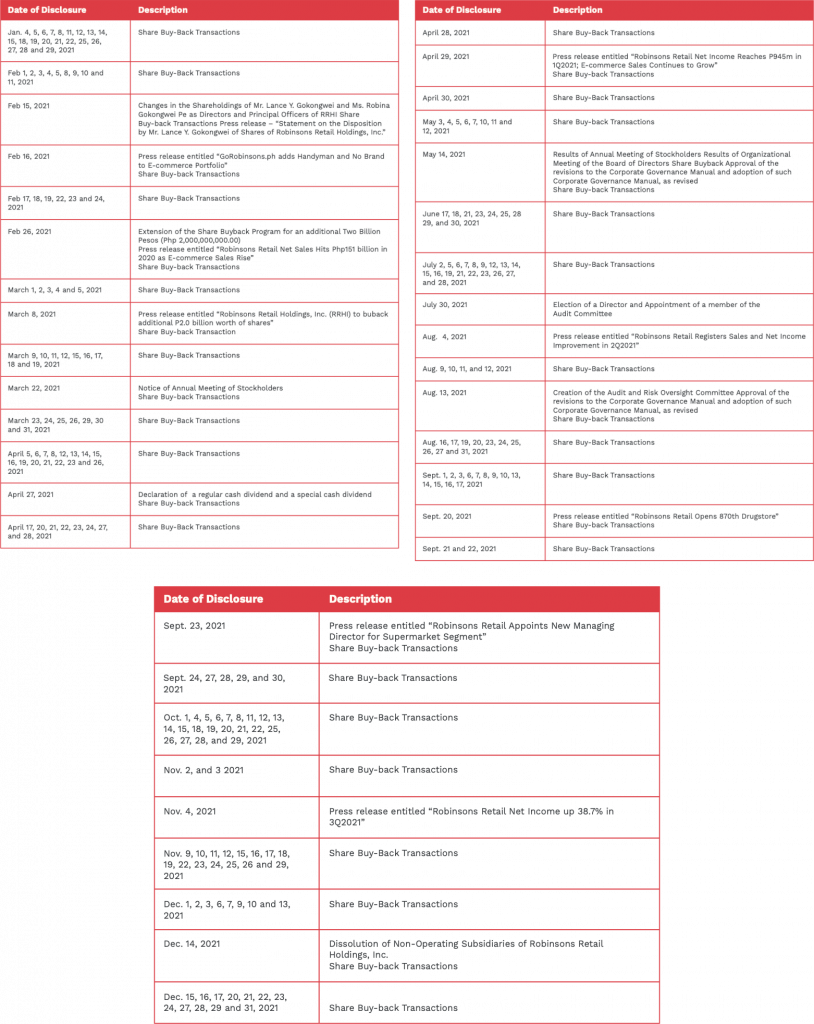 Date of Disclosure Description
Jan. 4, 5, 6, 7, 8, 11, 12, 13, 14, Share Buy-Back Transactions
15, 18, 19, 20, 21, 22, 25, 26,
27, 28 and 29, 2021
Feb 1, 2, 3, 4, 5, 8, 9, 10 and Share Buy-Back Transactions
11, 2021
Feb 15, 2021 Changes in the Shareholdings of Mr. Lance Y. Gokongwei and Ms. Robina
Gokongwei Pe as Directors and Principal Officers of RRHI Share
Buy-back Transactions Press release – “Statement on the Disposition
by Mr. Lance Y. Gokongwei of Shares of Robinsons Retail Holdings, Inc.”
Feb 16, 2021 Press release entitled “GoRobinsons.ph adds Handyman and No Brand
to E-commerce Portfolio”
Share Buy-back Transactions
Feb 17, 18, 19, 22, 23 and 24, Share Buy-Back Transactions
2021
Feb 26, 2021 Extension of the Share Buyback Program for an additional Two Billion
Pesos (Php 2,000,000,000.00)
Press release entitled “Robinsons Retail Net Sales Hits Php151 billion in
2020 as E-commerce Sales Rise”
Share Buy-back Transactions
March 1, 2, 3, 4 and 5, 2021 Share Buy-Back Transactions
March 8, 2021 Press release entitled “Robinsons Retail Holdings, Inc. (RRHI) to buback
additional P2.0 billion worth of shares”
Share Buy-back Transaction
March 9, 10, 11, 12, 15, 16, 17, Share Buy-Back Transactions
18 and 19, 2021
March 22, 2021 Notice of Annual Meeting of Stockholders
Share Buy-back Transactions
March 23, 24, 25, 26, 29, 30 Share Buy-Back Transactions
and 31, 2021
April 5, 6, 7, 8, 12, 13, 14, 15, Share Buy-Back Transactions
16, 19, 20, 21, 22, 23 and 26,
2021
April 27, 2021 Declaration of a regular cash dividend and a special cash dividend
Share Buy-back Transactions
April 17, 20, 21, 22, 23, 24, 27, Share Buy-Back Transactions
and 28, 2021
Date of Disclosure Description
April 28, 2021 Share Buy-Back Transactions
April 29, 2021 Press release entitled “Robinsons Retail Net Income Reaches P945m in
1Q2021; E-commerce Sales Continues to Grow”
Share Buy-back Transactions
April 30, 2021 Share Buy-back Transactions
May 3, 4, 5, 6, 7, 10, 11 and Share Buy-back Transactions
12, 2021
May 14, 2021 Results of Annual Meeting of Stockholders Results of Organizational
Meeting of the Board of Directors Share Buyback Approval of the
revisions to the Corporate Governance Manual and adoption of such
Corporate Governance Manual, as revised
Share Buy-back Transactions
June 17, 18, 21, 23, 24, 25, 28 Share Buy-back Transactions
29, and 30, 2021
July 2, 5, 6, 7, 8, 9, 12, 13, 14, Share Buy-back Transactions
15, 16, 19, 21, 22, 23, 26, 27,
and 28, 2021
July 30, 2021 Election of a Director and Appointment of a member of the
Audit Committee
Aug. 4, 2021 Press release entitled “Robinsons Retail Registers Sales and Net Income
Improvement in 2Q2021”
Aug. 9, 10, 11, and 12, 2021 Share Buy-Back Transactions
Aug. 13, 2021 Creation of the Audit and Risk Oversight Committee Approval of the
revisions to the Corporate Governance Manual and adoption of such
Corporate Governance Manual, as revised
Share Buy-back Transactions
Aug. 16, 17, 19, 20, 23, 24, 25, Share Buy-Back Transactions
26, 27 and 31, 2021
Sept. 1, 2, 3, 6, 7, 8, 9, 10, 13, Share Buy-back Transactions
14, 15, 16, 17, 2021
Sept. 20, 2021 Press release entitled “Robinsons Retail Opens 870th Drugstore”
Share Buy-back Transactions
Sept. 21 and 22, 2021 Share Buy-Back Transactions
Date of Disclosure Description
Sept. 23, 2021 Press release entitled “Robinsons Retail Appoints New Managing
Director for Supermarket Segment”
Share Buy-back Transactions
Sept. 24, 27, 28, 29, and 30, Share Buy-back Transactions
2021
Oct. 1, 4, 5, 6, 7, 8, 11, 12, 13, Share Buy-back Transactions
14, 15, 18, 19, 20, 21, 22, 25,
26, 27, 28, and 29, 2021
Nov. 2, and 3 2021 Share Buy-back Transactions
Nov. 4, 2021 Press release entitled “Robinsons Retail Net Income up 38.7% in
3Q2021”
Nov. 9, 10, 11, 12, 15, 16, 17, 18, Share Buy-Back Transactions
19, 22, 23, 24, 25, 26 and 29,
2021
Dec. 1, 2, 3, 6, 7, 9, 10 and 13, Share Buy-Back Transactions
2021
Dec. 14, 2021 Dissolution of Non-Operating Subsidiaries of Robinsons Retail
Holdings, Inc.
Share Buy-back Transactions
Dec. 15, 16, 17, 20, 21, 22, 23,
24, 27, 28, 29 and 31, 2021 Share Buy-Back Transactions